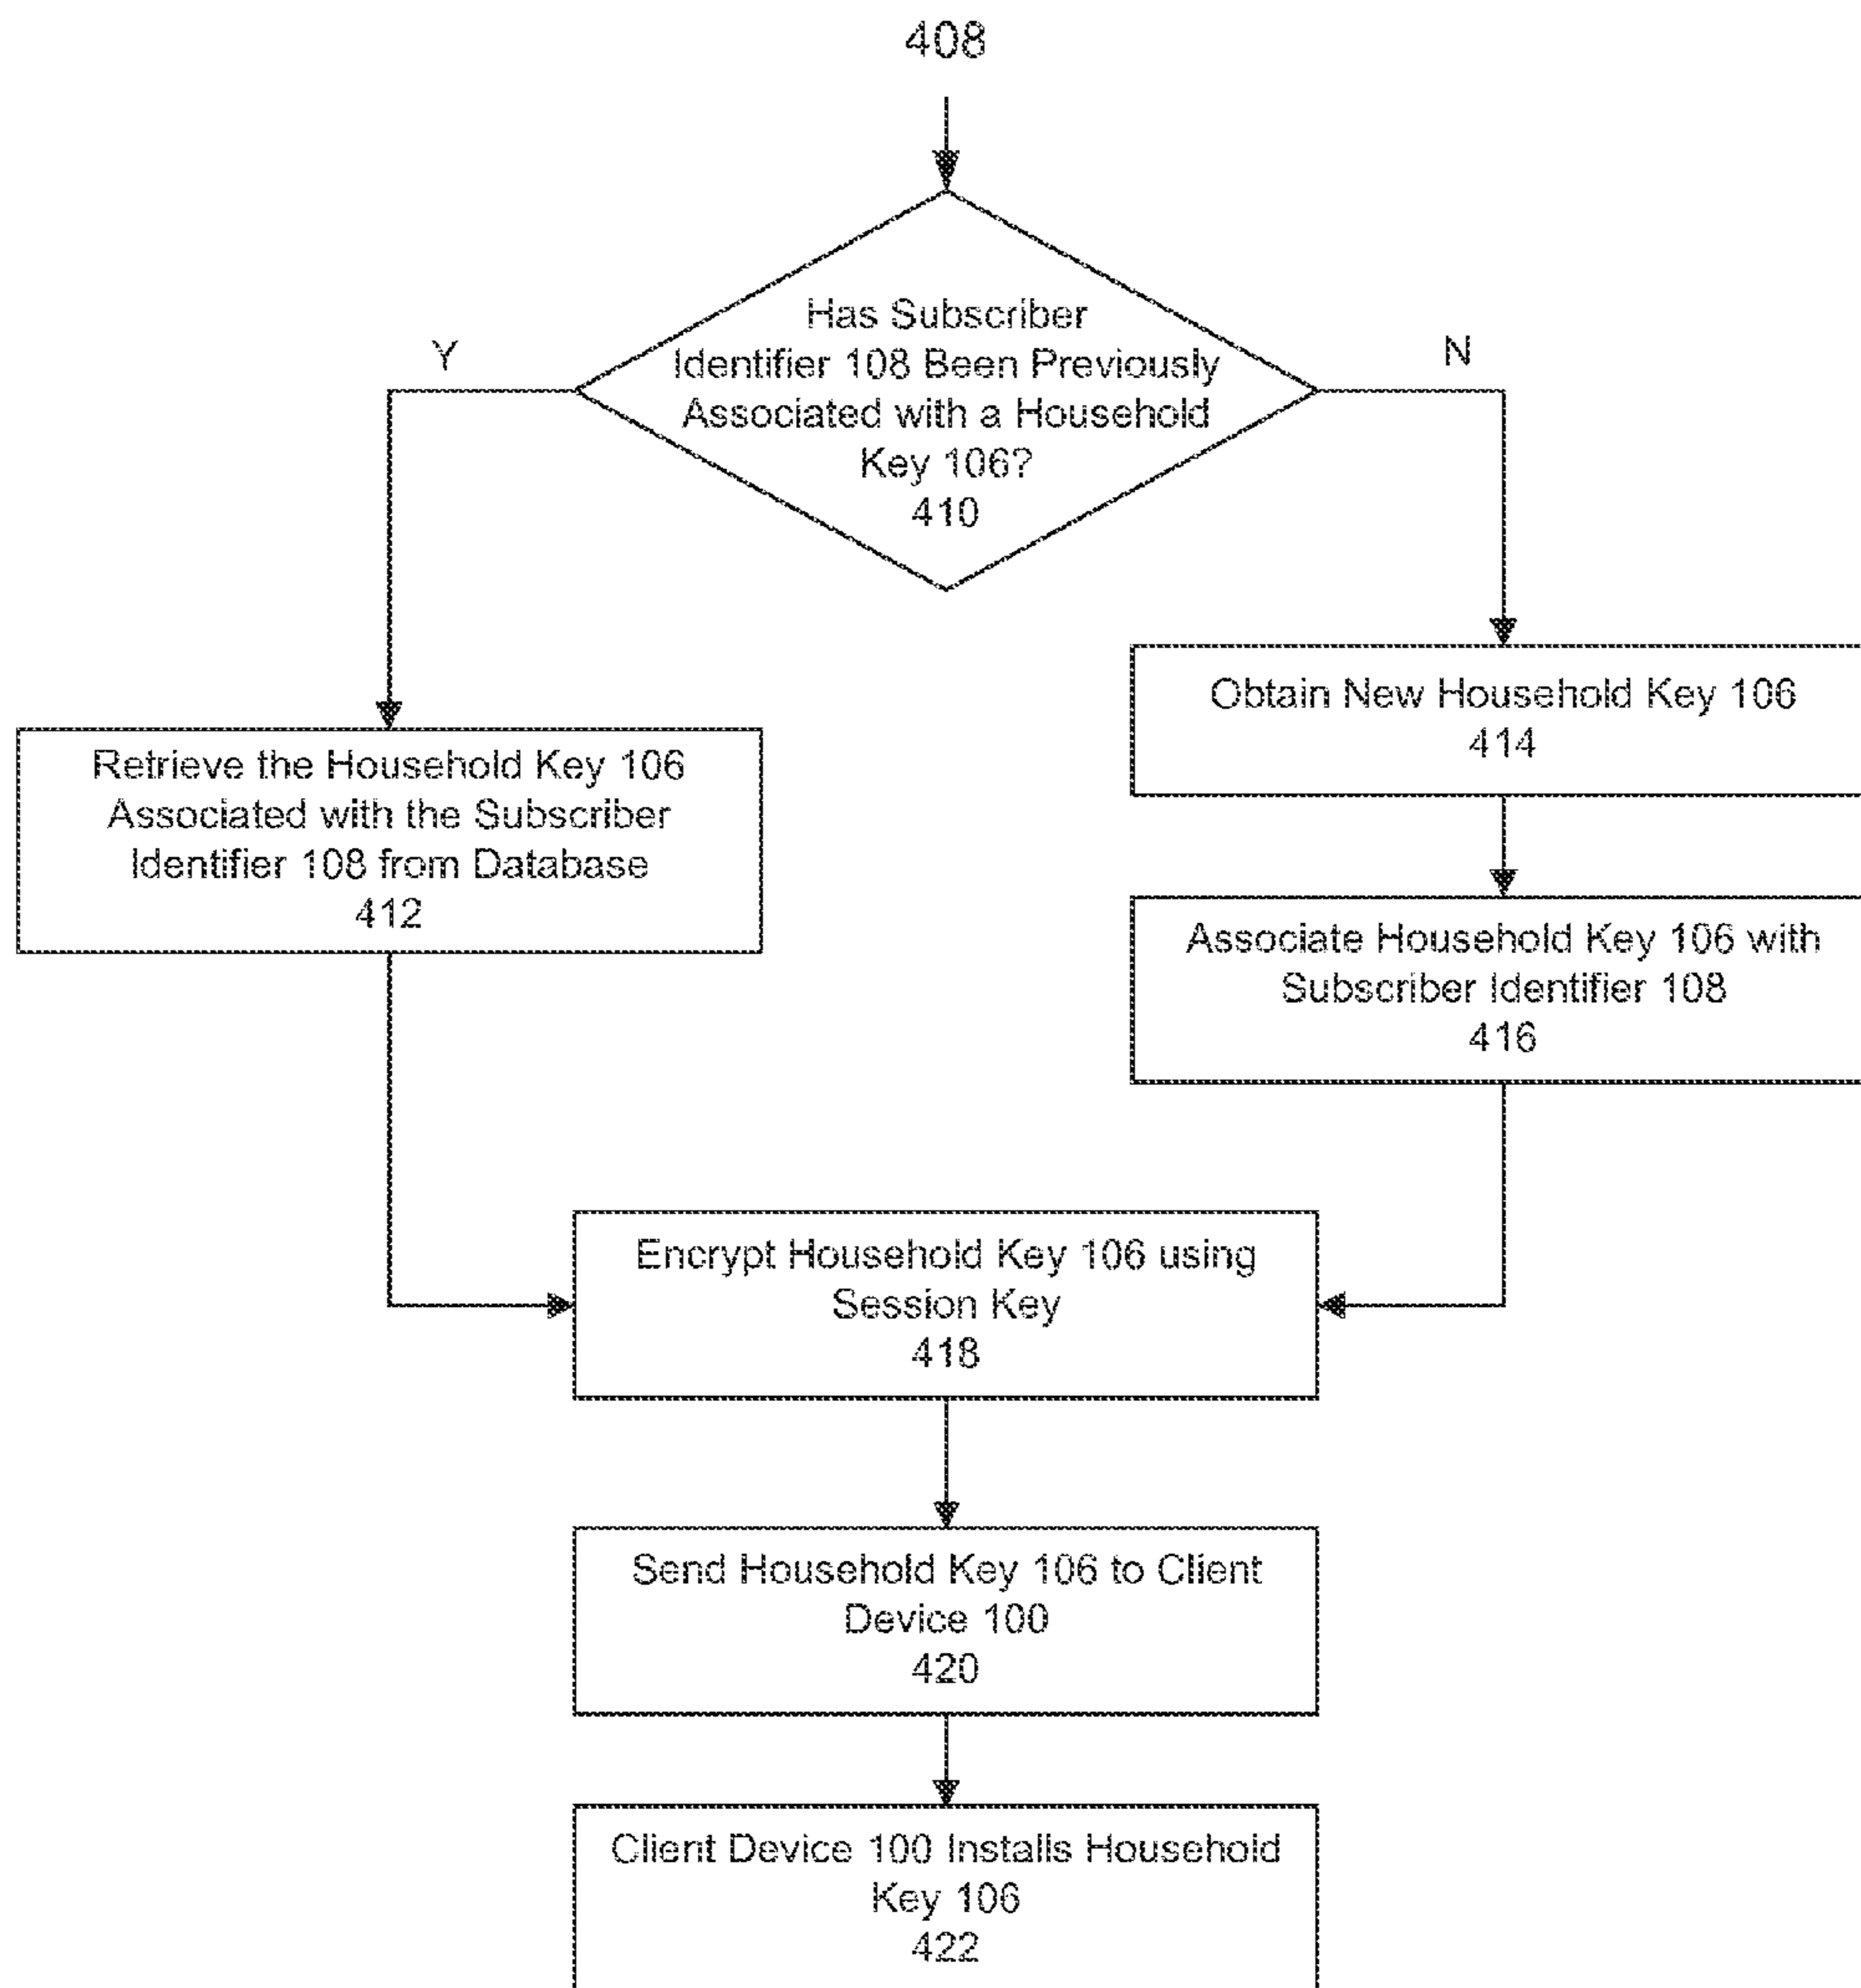 408
Has Subscriber
Identifier 108 Been Previously
Associated with a Household
Key 106?
410
Y
N
Retrieve the Household Key 106
Associated with the Subscriber
Identifier 108 from Database
412
Obtain New Household Key 106
414
Associate Household Key 106 with
Subscriber Identifier 108
416
Encrypt Household Key 106 using
Session Key
418
Send Household Key 106 to Client
Device 100
420
Client Device 100 Installs Household
Key 106
422